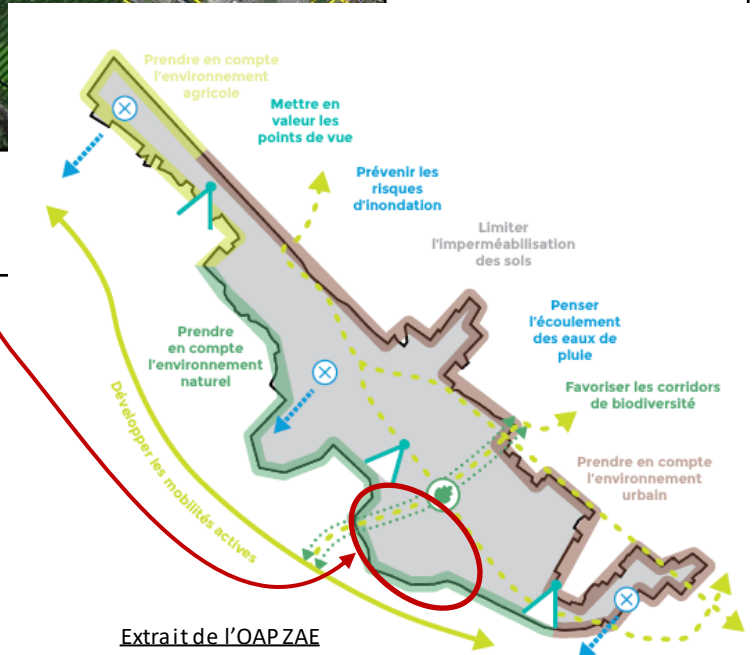 Prendre en compte
l'environnement
agricole
Mettre en
valeur les
points de vue
Prévenir les
risques
d'inondation
Limiter
l'imperméabilisation
des sols
Penser
l'écoulement
des eaux de
pluie
Prendre
en compte
l'environnement
naturel
Favoriser les corridors
de biodiversité
Prendre en compte
l'environnement
urbain
Développer les mobilités actives
Extrait de l'OAP ZAE